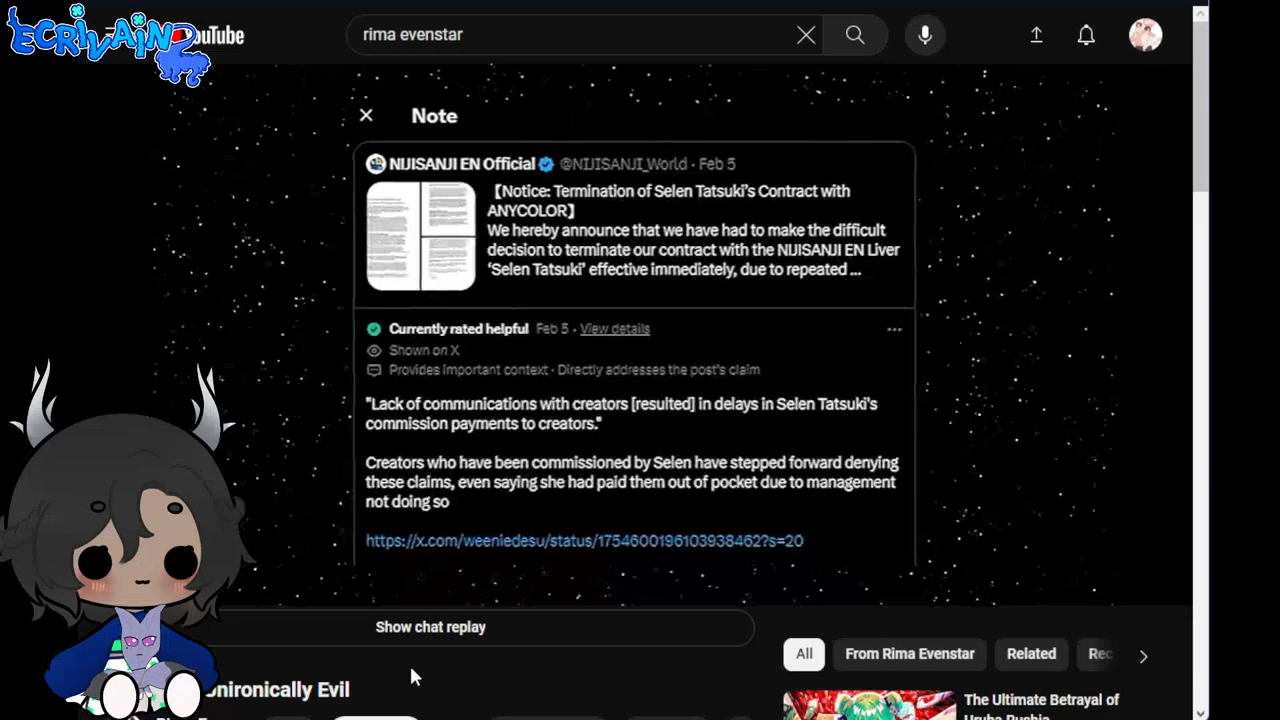 ECRIVAIN
YouTube
rima evenstar
Note
NIJISANJI EN Official @NIJISANJI_World · Feb 5
【Notice: Termination of Selen Tatsuki's Contract with
ANYCOLOR】
We hereby announce that we have had to make the difficult
decision to terminate our contract with the NIJISANJI EN Liver
'Selen Tatsuki' effective immediately, due to repeated ...
Currently rated helpful Feb 5 · View details
Shown on X
Provides important context · Directly addresses the post's claim
"Lack of communications with creators [resulted] in delays in Selen Tatsuki's
commission payments to creators."
Creators who have been commissioned by Selen have stepped forward denying
these claims, even saying she had paid them out of pocket due to management
not doing so
https://x.com/weeniedesu/status/1754600196103938462?s=20
Show chat replay
All From Rima Evenstar Related Rec
Unironically Evil
The Ultimate Betrayal of